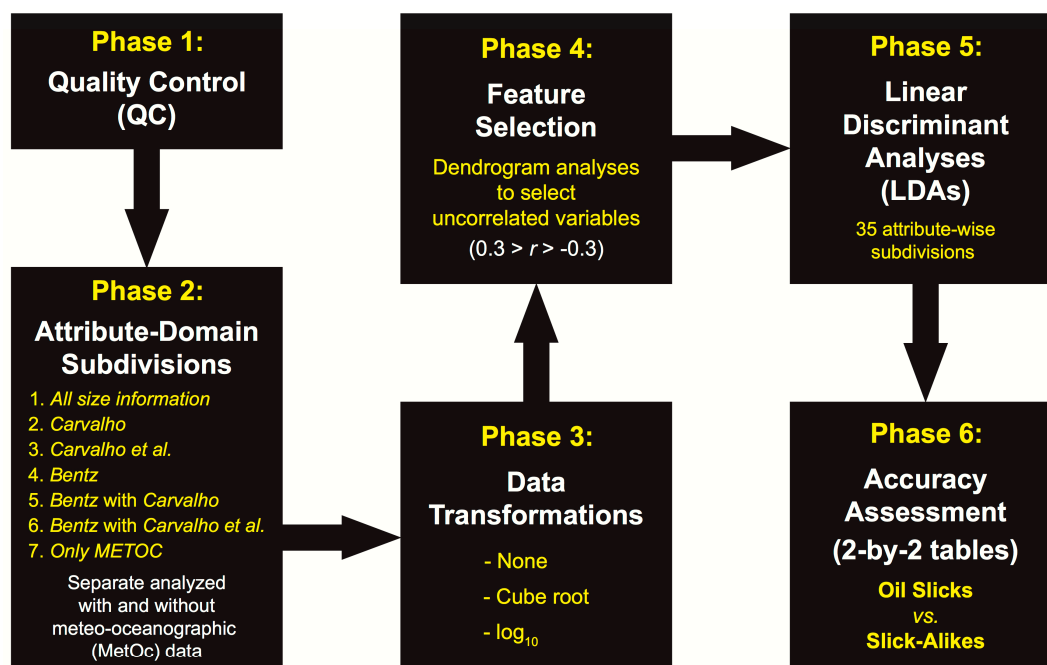 Phase 1:
Quality Control
(QC)
Phase 2:
Attribute-Domain
Subdivisions
1. All size information
2. Carvalho
3. Carvalho et al.
4. Bentz
5. Bentz with Carvalho
6. Bentz with Carvalho et al.
7. Only METOC
Separate analyzed
with and without
meteo-oceanographic
(MetOc) data
Phase 3:
Data
Transformations
- None
- Cube root
- log₁₀
Phase 4:
Feature
Selection
Dendrogram analyses
to select
uncorrelated variables
(0.3 > r > -0.3)
Phase 5:
Linear
Discriminant
Analyses
(LDAs)
35 attribute-wise
subdivisions
Phase 6:
Accuracy
Assessment
(2-by-2 tables)
Oil Slicks
vs.
Slick-Alikes